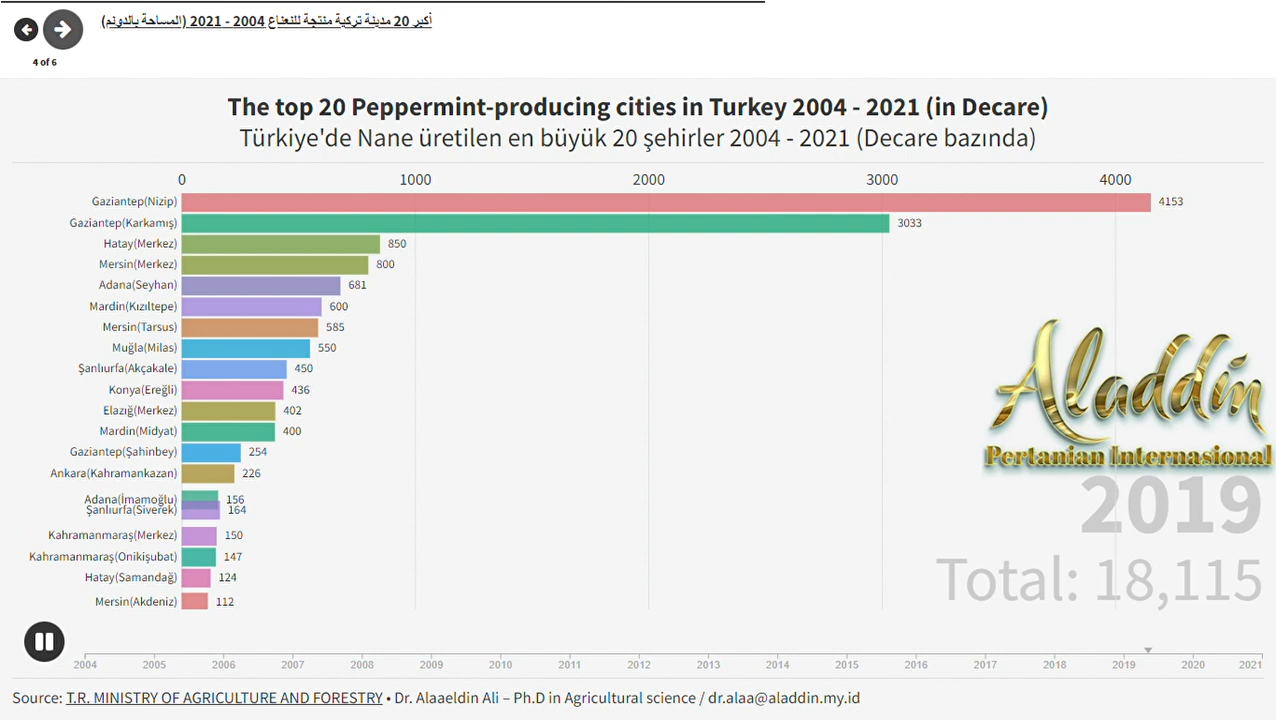 أكبر 20 مدينة تركية منتجة للنعناع 2004 - 2021 (المساحة بالدونم)
4 of 6
The top 20 Peppermint-producing cities in Turkey 2004 - 2021 (in Decare)
Türkiye'de Nane üretilen en büyük 20 şehirler 2004 - 2021 (Decare bazında)
0 1000 2000 3000 4000
Gaziantep(Nizip) 4153
Gaziantep(Karkamış) 3033
Hatay(Merkez) 850
Mersin(Merkez) 800
Adana(Seyhan) 681
Mardin(Kızıltepe) 600
Mersin(Tarsus) 585
Muğla(Milas) 550
Şanlıurfa(Akçakale) 450
Konya(Ereğli) 436
Elazığ(Merkez) 402
Mardin(Midyat) 400
Gaziantep(Şahinbey) 254
Ankara(Kahramankazan) 226
Adana(İmamoğlu) 156
Şanlıurfa(Siverek) 164
Kahramanmaraş(Merkez) 150
Kahramanmaraş(Onikişubat) 147
Hatay(Samandağ) 124
Mersin(Akdeniz) 112
Aladdin
Pertanian Internasional
2019
Total: 18,115
2004 2005 2006 2007 2008 2009 2010 2011 2012 2013 2014 2015 2016 2017 2018 2019 2020 2021
Source: T.R. MINISTRY OF AGRICULTURE AND FORESTRY • Dr. Alaaeldin Ali – Ph.D in Agricultural science / dr.alaa@aladdin.my.id